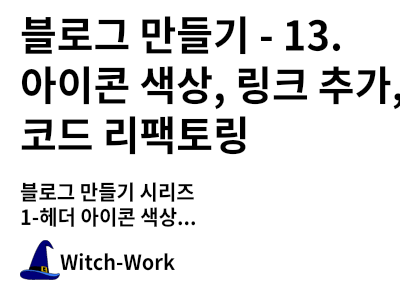 블로그 만들기 - 13.
아이콘 색상, 링크 추가,
코드 리팩토링
블로그 만들기 시리즈
1-헤더 아이콘 색상...
Witch-Work